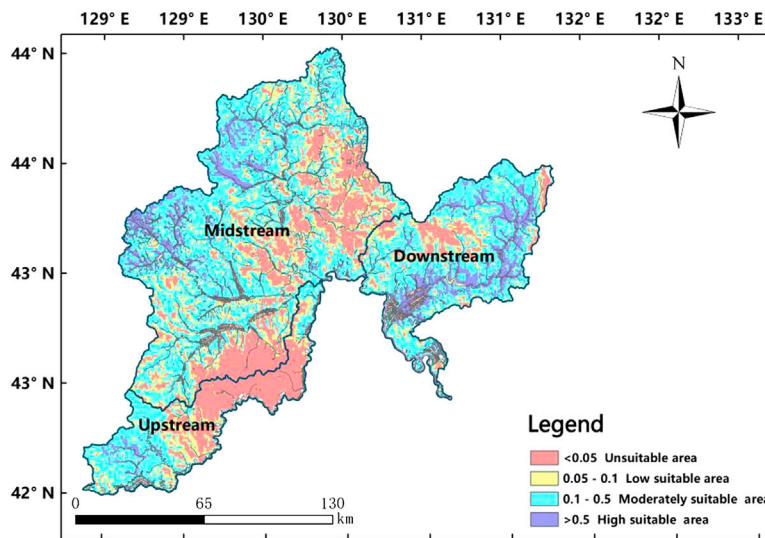 129° E 129° E 130° E 130° E 131° E 131° E 132° E 132° E 133° E
44° N
44° N
43° N
43° N
42° N
N
Midstream
Downstream
Upstream
0 65 130
km
Legend
<0.05 Unsuitable area
0.05 - 0.1 Low suitable area
0.1 - 0.5 Moderately suitable area
>0.5 High suitable area